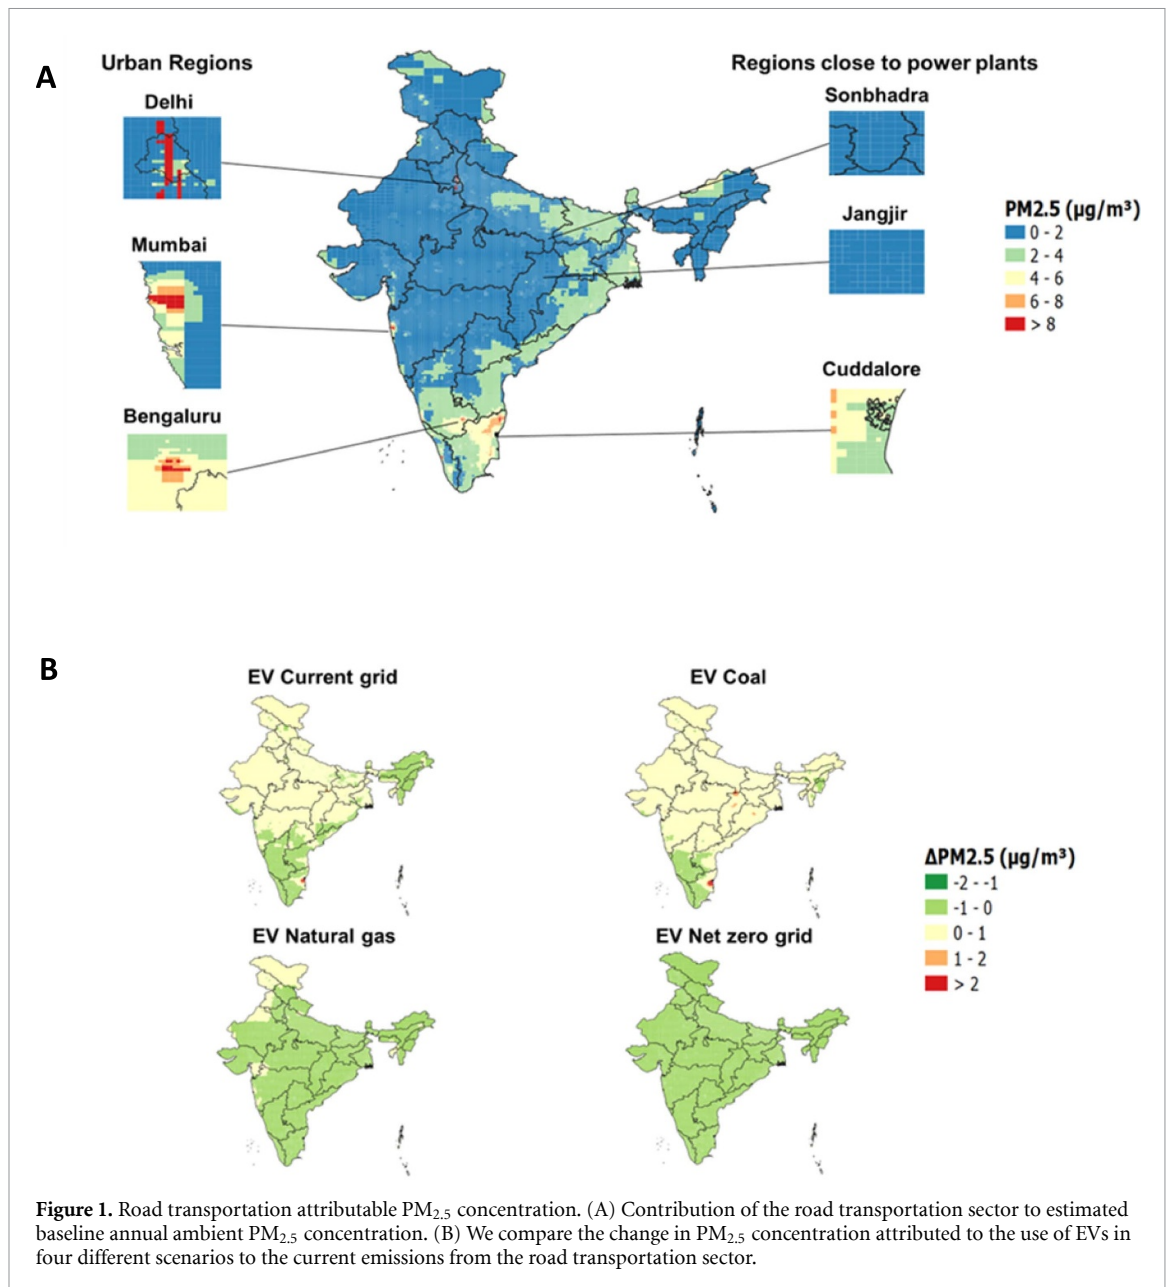 A
Urban Regions
Regions close to power plants
Delhi
Sonbhadra
Mumbai
Jangjir
PM2.5 (µg/m³)
0 - 2
2 - 4
4 - 6
6 - 8
> 8
Bengaluru
Cuddalore
B
EV Current grid
EV Coal
EV Natural gas
EV Net zero grid
ΔPM2.5 (µg/m³)
-2 - -1
-1 - 0
0 - 1
1 - 2
> 2
Figure 1. Road transportation attributable PM₂.₅ concentration. (A) Contribution of the road transportation sector to estimated
baseline annual ambient PM₂.₅ concentration. (B) We compare the change in PM₂.₅ concentration attributed to the use of EVs in
four different scenarios to the current emissions from the road transportation sector.